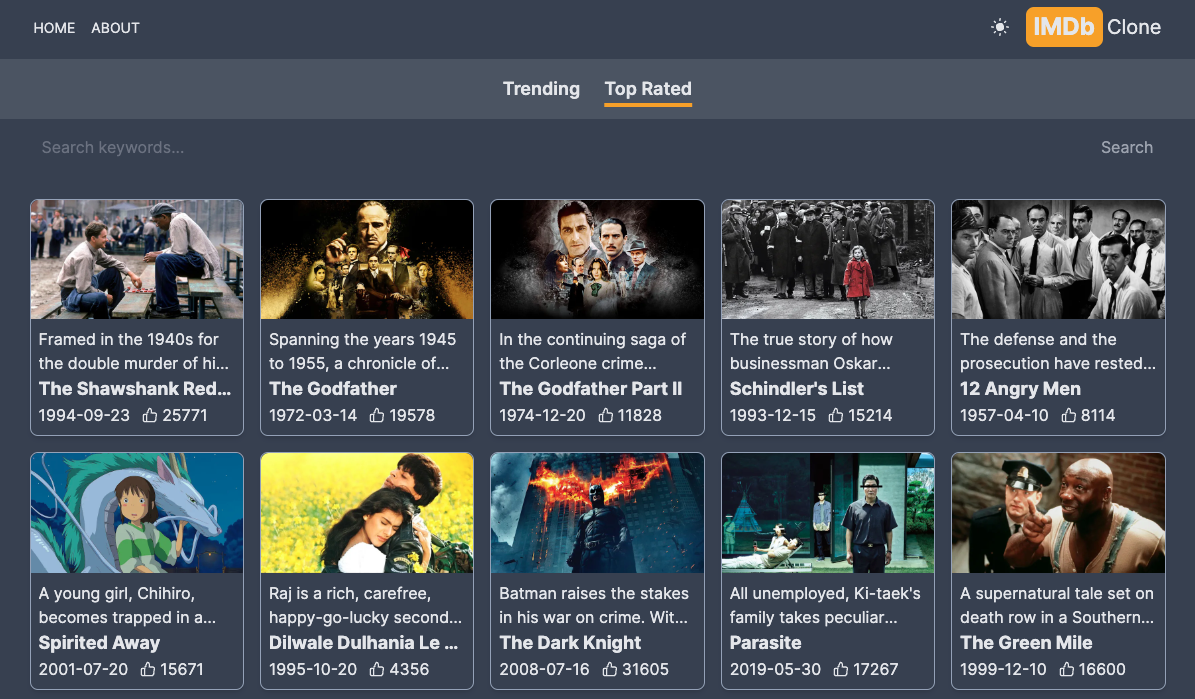 HOME ABOUT IMDb Clone
Trending Top Rated
Search keywords... Search
Framed in the 1940s for
the double murder of hi...
The Shawshank Red...
1994-09-23 25771
Spanning the years 1945
to 1955, a chronicle of...
The Godfather
1972-03-14 19578
In the continuing saga of
the Corleone crime...
The Godfather Part II
1974-12-20 11828
The true story of how
businessman Oskar...
Schindler's List
1993-12-15 15214
The defense and the
prosecution have rested...
12 Angry Men
1957-04-10 8114
A young girl, Chihiro,
becomes trapped in a...
Spirited Away
2001-07-20 15671
Raj is a rich, carefree,
happy-go-lucky second...
Dilwale Dulhania Le ...
1995-10-20 4356
Batman raises the stakes
in his war on crime. Wit...
The Dark Knight
2008-07-16 31605
All unemployed, Ki-taek's
family takes peculiar...
Parasite
2019-05-30 17267
A supernatural tale set on
death row in a Southern...
The Green Mile
1999-12-10 16600